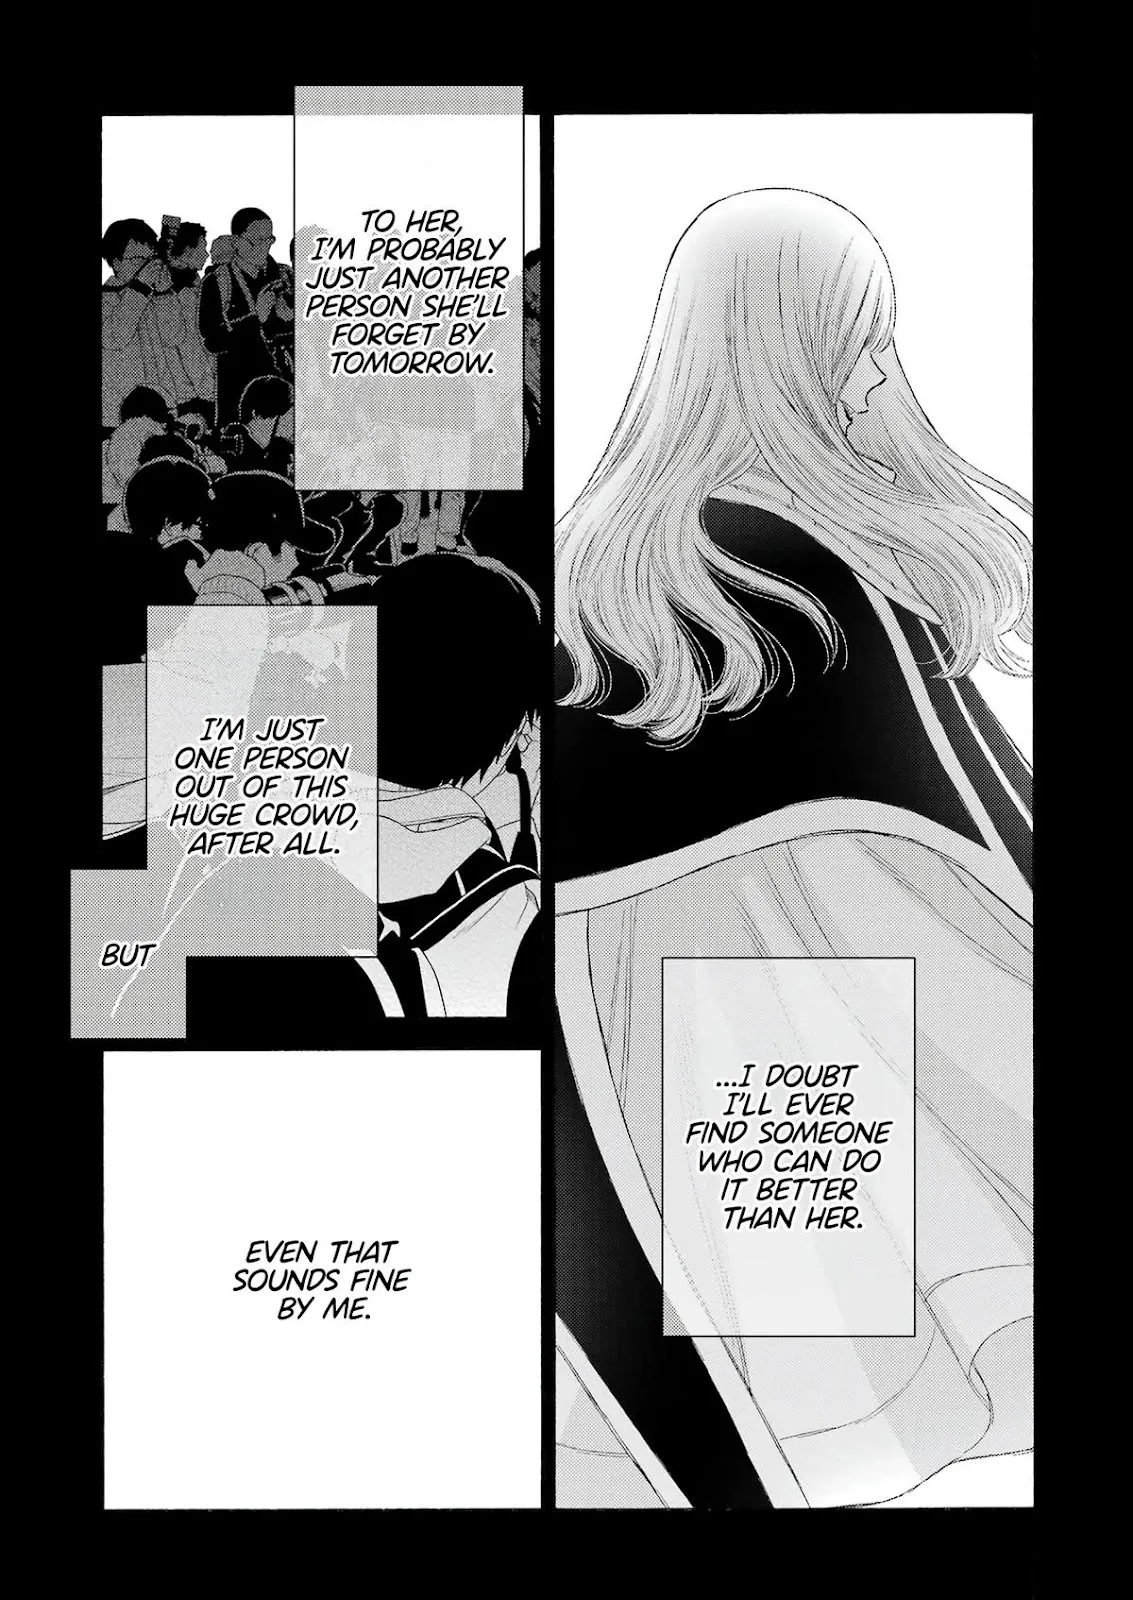 ...I DOUBT
I'LL EVER
FIND SOMEONE
WHO CAN DO
IT BETTER
THAN HER.
TO HER,
I'M PROBABLY
JUST ANOTHER
PERSON SHE'LL
FORGET BY
TOMORROW.
I'M JUST
ONE PERSON
OUT OF THIS
HUGE CROWD,
AFTER ALL.
BUT
EVEN THAT
SOUNDS FINE
BY ME.